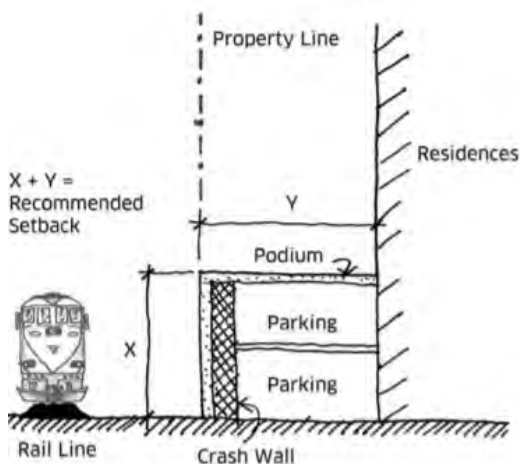 Property Line
Residences
X + Y =
Recommended
Setback
Y
Podium
X
Parking
Parking
Rail Line
Crash Wall